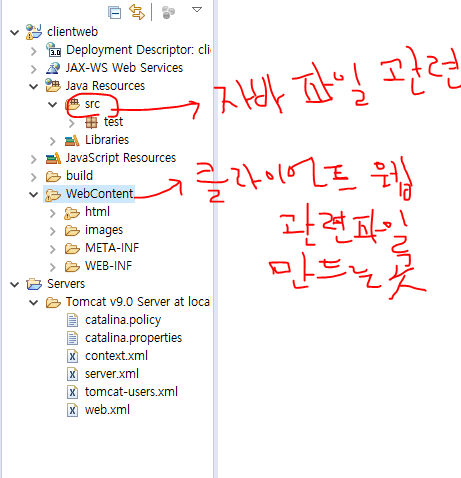 clientweb
Deployment Descriptor: clie
JAX-WS Web Services
Java Resources
src
자바 파일 관련
test
Libraries
JavaScript Resources
build
WebContent
클라이언트 웹
관련파일
만드는 곳
html
images
META-INF
WEB-INF
Servers
Tomcat v9.0 Server at loca
catalina.policy
catalina.properties
context.xml
server.xml
tomcat-users.xml
web.xml